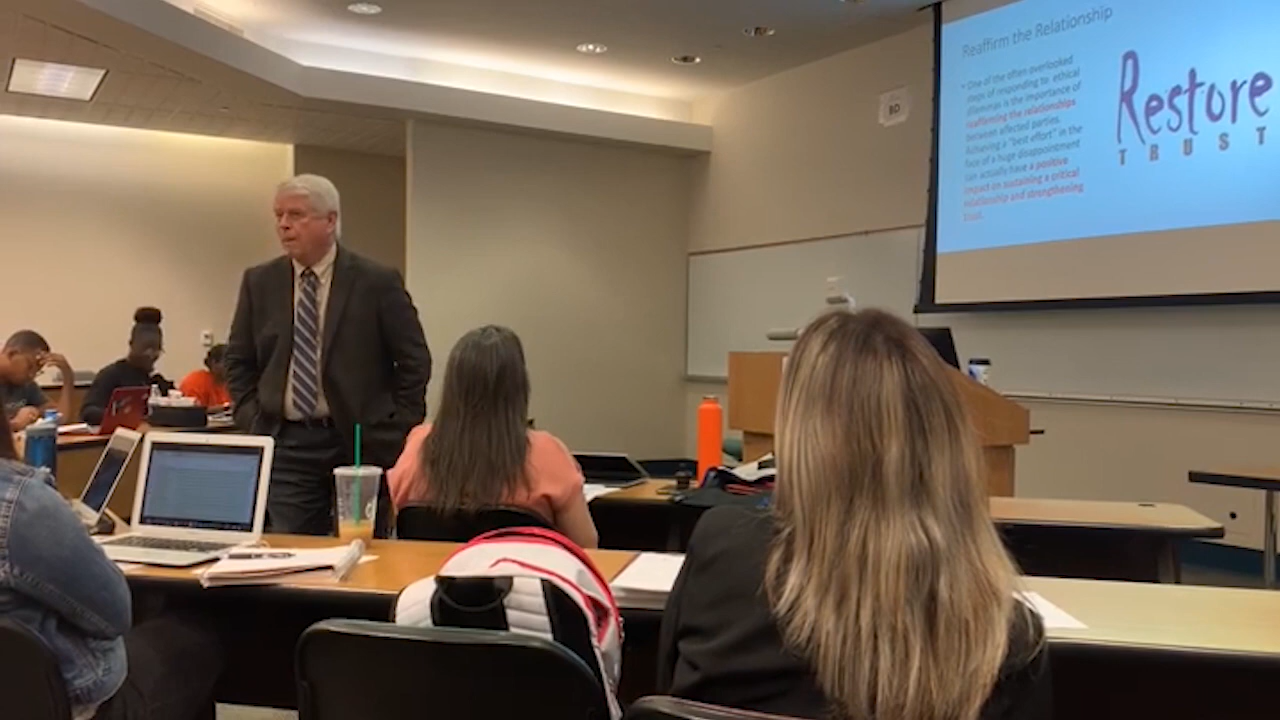 Reaffirm the Relationship
• One of the often overlooked
steps of responding to ethical
dilemmas is the importance of
reaffirming the relationships
between affected parties.
Achieving a "best effort" in the
face of a huge disappointment
can actually have a positive
impact on sustaining a critical
relationship and strengthening
trust.
Restore
TRUST